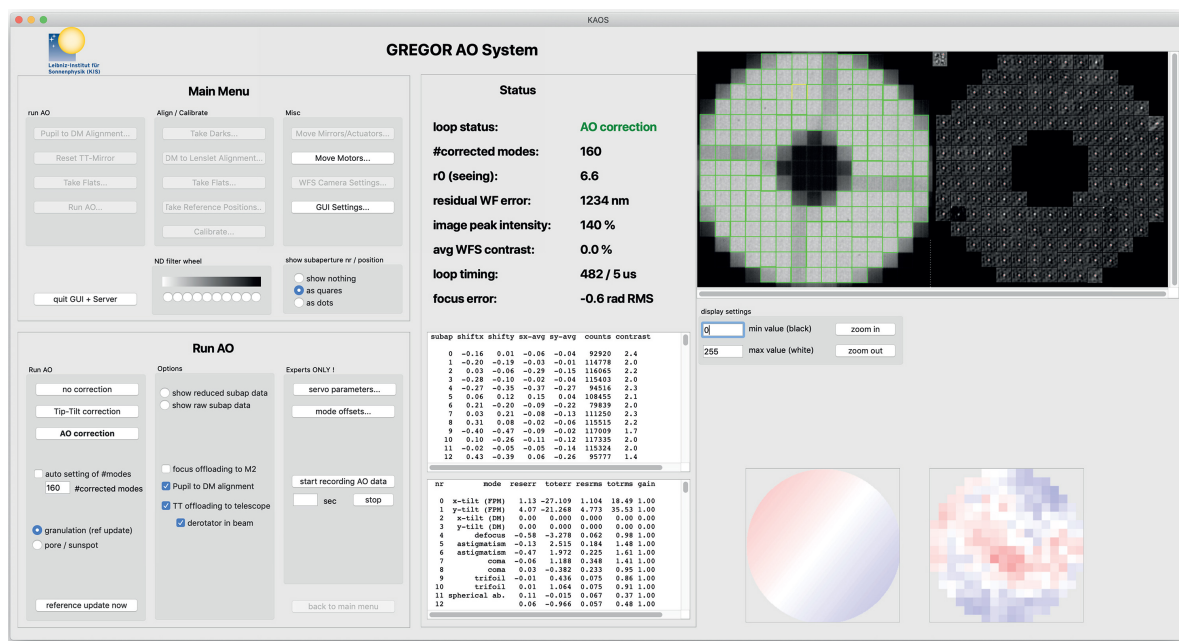 KAOS
Leibniz-Institut für
Sonnenphysik (KIS)
GREGOR AO System
Main Menu
run AO
Align / Calibrate
Misc
Pupil to DM Alignment...
Take Darks...
Move Mirrors/Actuators...
Reset TT-Mirror
DM to Lenslet Alignment...
Move Motors...
Take Flats...
Take Flats...
WFS Camera Settings...
Run AO...
Take Reference Positions..
GUI Settings...
Calibrate...
ND filter wheel
show subaperture nr / position
show nothing
as quares
as dots
quit GUI + Server
Run AO
Run AO
Options
Experts ONLY !
no correction
show reduced subap data
servo parameters...
Tip-Tilt correction
show raw subap data
mode offsets...
AO correction
auto setting of #modes
focus offloading to M2
160 #corrected modes
Pupil to DM alignment
start recording AO data
TT offloading to telescope
sec stop
derotator in beam
granulation (ref update)
pore / sunspot
reference update now
back to main menu
Status
loop status: AO correction
#corrected modes: 160
r0 (seeing): 6.6
residual WF error: 1234 nm
image peak intensity: 140 %
avg WFS contrast: 0.0 %
loop timing: 482 / 5 us
focus error: -0.6 rad RMS
subap shiftx shifty sx-avg sy-avg counts contrast
0 -0.16 0.01 -0.06 -0.04 92920 2.4
1 -0.20 -0.19 -0.03 -0.01 114778 2.0
2 0.03 -0.06 -0.29 -0.15 116065 2.2
3 -0.28 -0.10 -0.02 -0.04 115403 2.0
4 -0.27 -0.35 -0.37 -0.27 94516 2.3
5 0.06 0.12 0.15 0.04 108455 2.1
6 0.21 -0.20 -0.09 -0.22 79839 2.0
7 0.03 0.21 -0.08 -0.13 111250 2.3
8 0.31 0.08 -0.02 -0.06 115515 2.2
9 -0.40 -0.47 -0.09 -0.02 117009 1.7
10 0.10 -0.26 -0.11 -0.12 117335 2.0
11 -0.02 -0.05 -0.05 -0.14 115324 2.0
12 0.43 -0.39 0.06 -0.26 95777 1.4
nr mode reserr toterr resrms totrms gain
0 x-tilt (FPM) 1.13 -27.109 1.104 18.49 1.00
1 y-tilt (FPM) 4.07 -21.268 4.773 35.53 1.00
2 x-tilt (DM) 0.00 0.000 0.000 0.00 0.00
3 y-tilt (DM) 0.00 0.000 0.000 0.00 0.00
4 defocus -0.58 -3.278 0.062 0.98 1.00
5 astigmatism -0.13 2.515 0.184 1.48 1.00
6 astigmatism -0.47 1.972 0.225 1.61 1.00
7 coma -0.06 1.188 0.348 1.41 1.00
8 coma 0.03 -0.382 0.233 0.95 1.00
9 trifoil -0.01 0.436 0.075 0.86 1.00
10 trifoil 0.01 1.064 0.075 0.91 1.00
11 spherical ab. 0.11 -0.015 0.067 0.37 1.00
12 0.06 -0.966 0.057 0.48 1.00
display settings
0 min value (black) zoom in
255 max value (white) zoom out